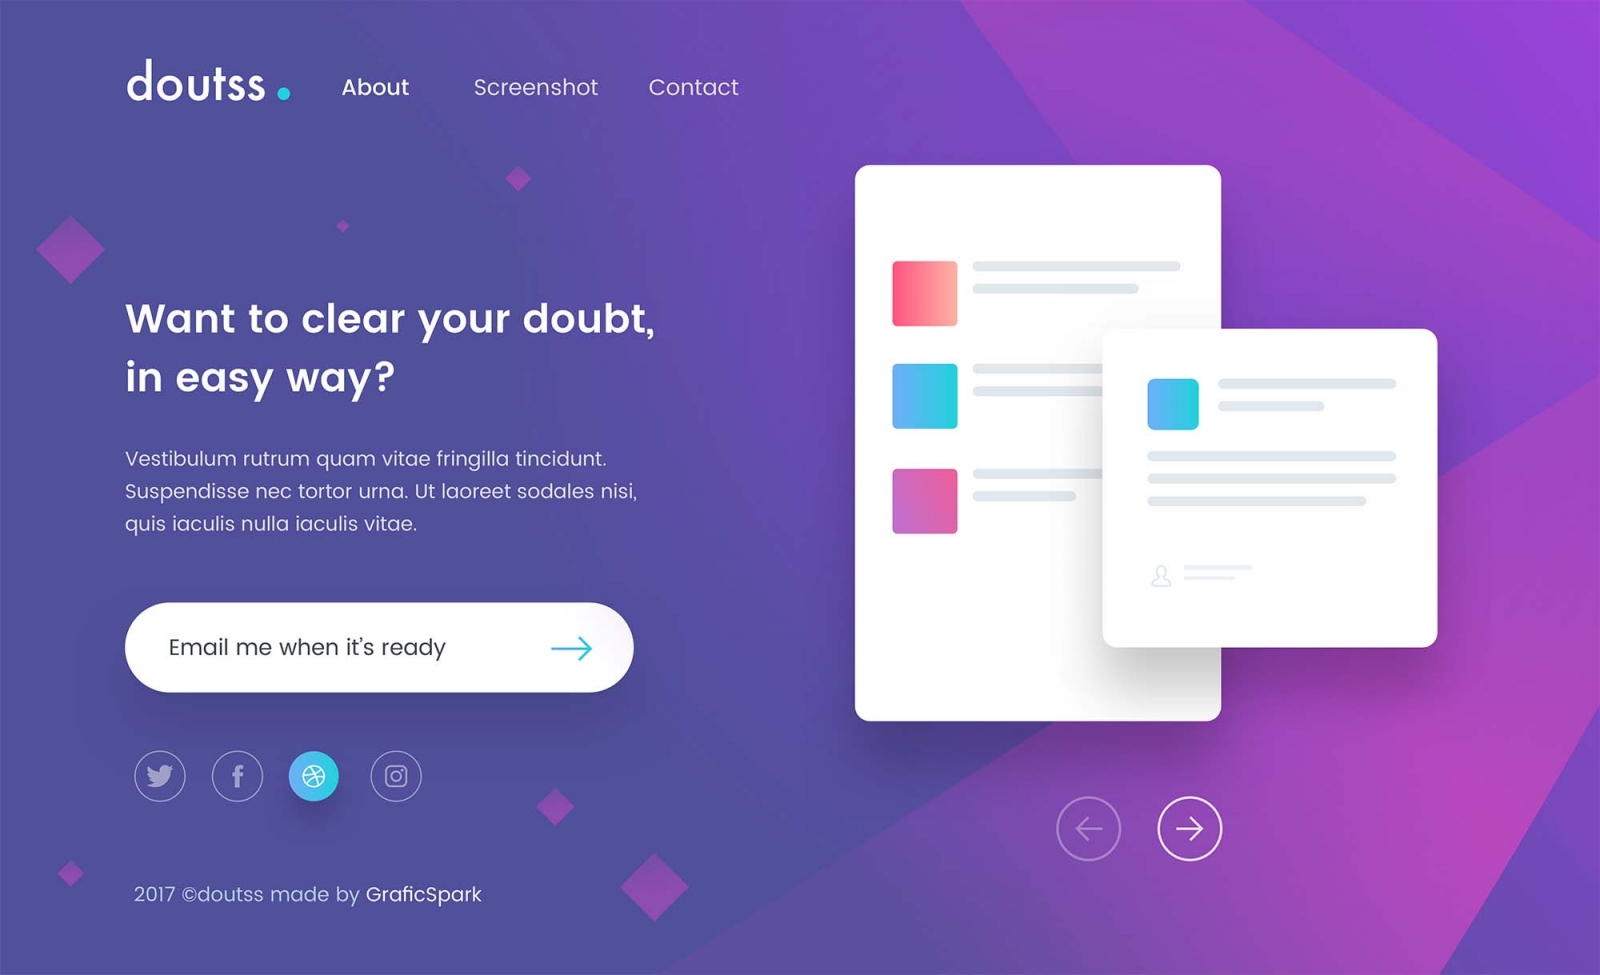 doutss
About Screenshot Contact
Want to clear your doubt,
in easy way?
Vestibulum rutrum quam vitae fringilla tincidunt.
Suspendisse nec tortor urna. Ut laoreet sodales nisi,
quis iaculis nulla iaculis vitae.
Email me when it’s ready
2017 ©doutss made by GraficSpark